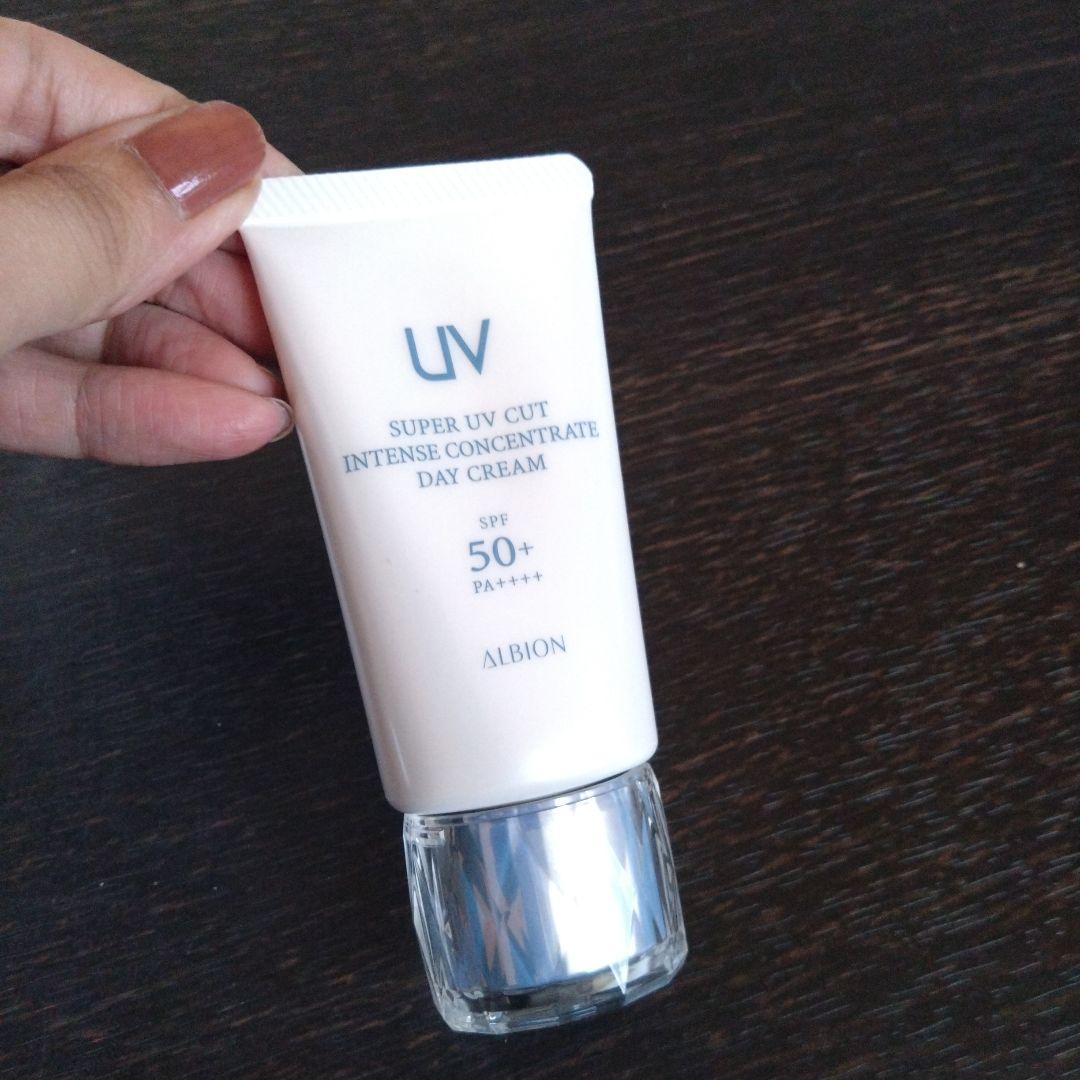 UV
SUPER UV CUT
INTENSE CONCENTRATE
DAY CREAM
SPF
50+
PA++++
ALBION